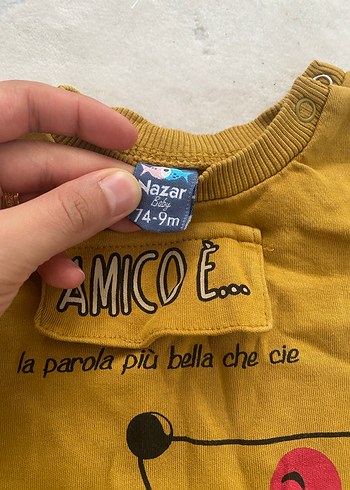 Nazar
Baby
74-9m
AMICO È...
la parola più bella che cie